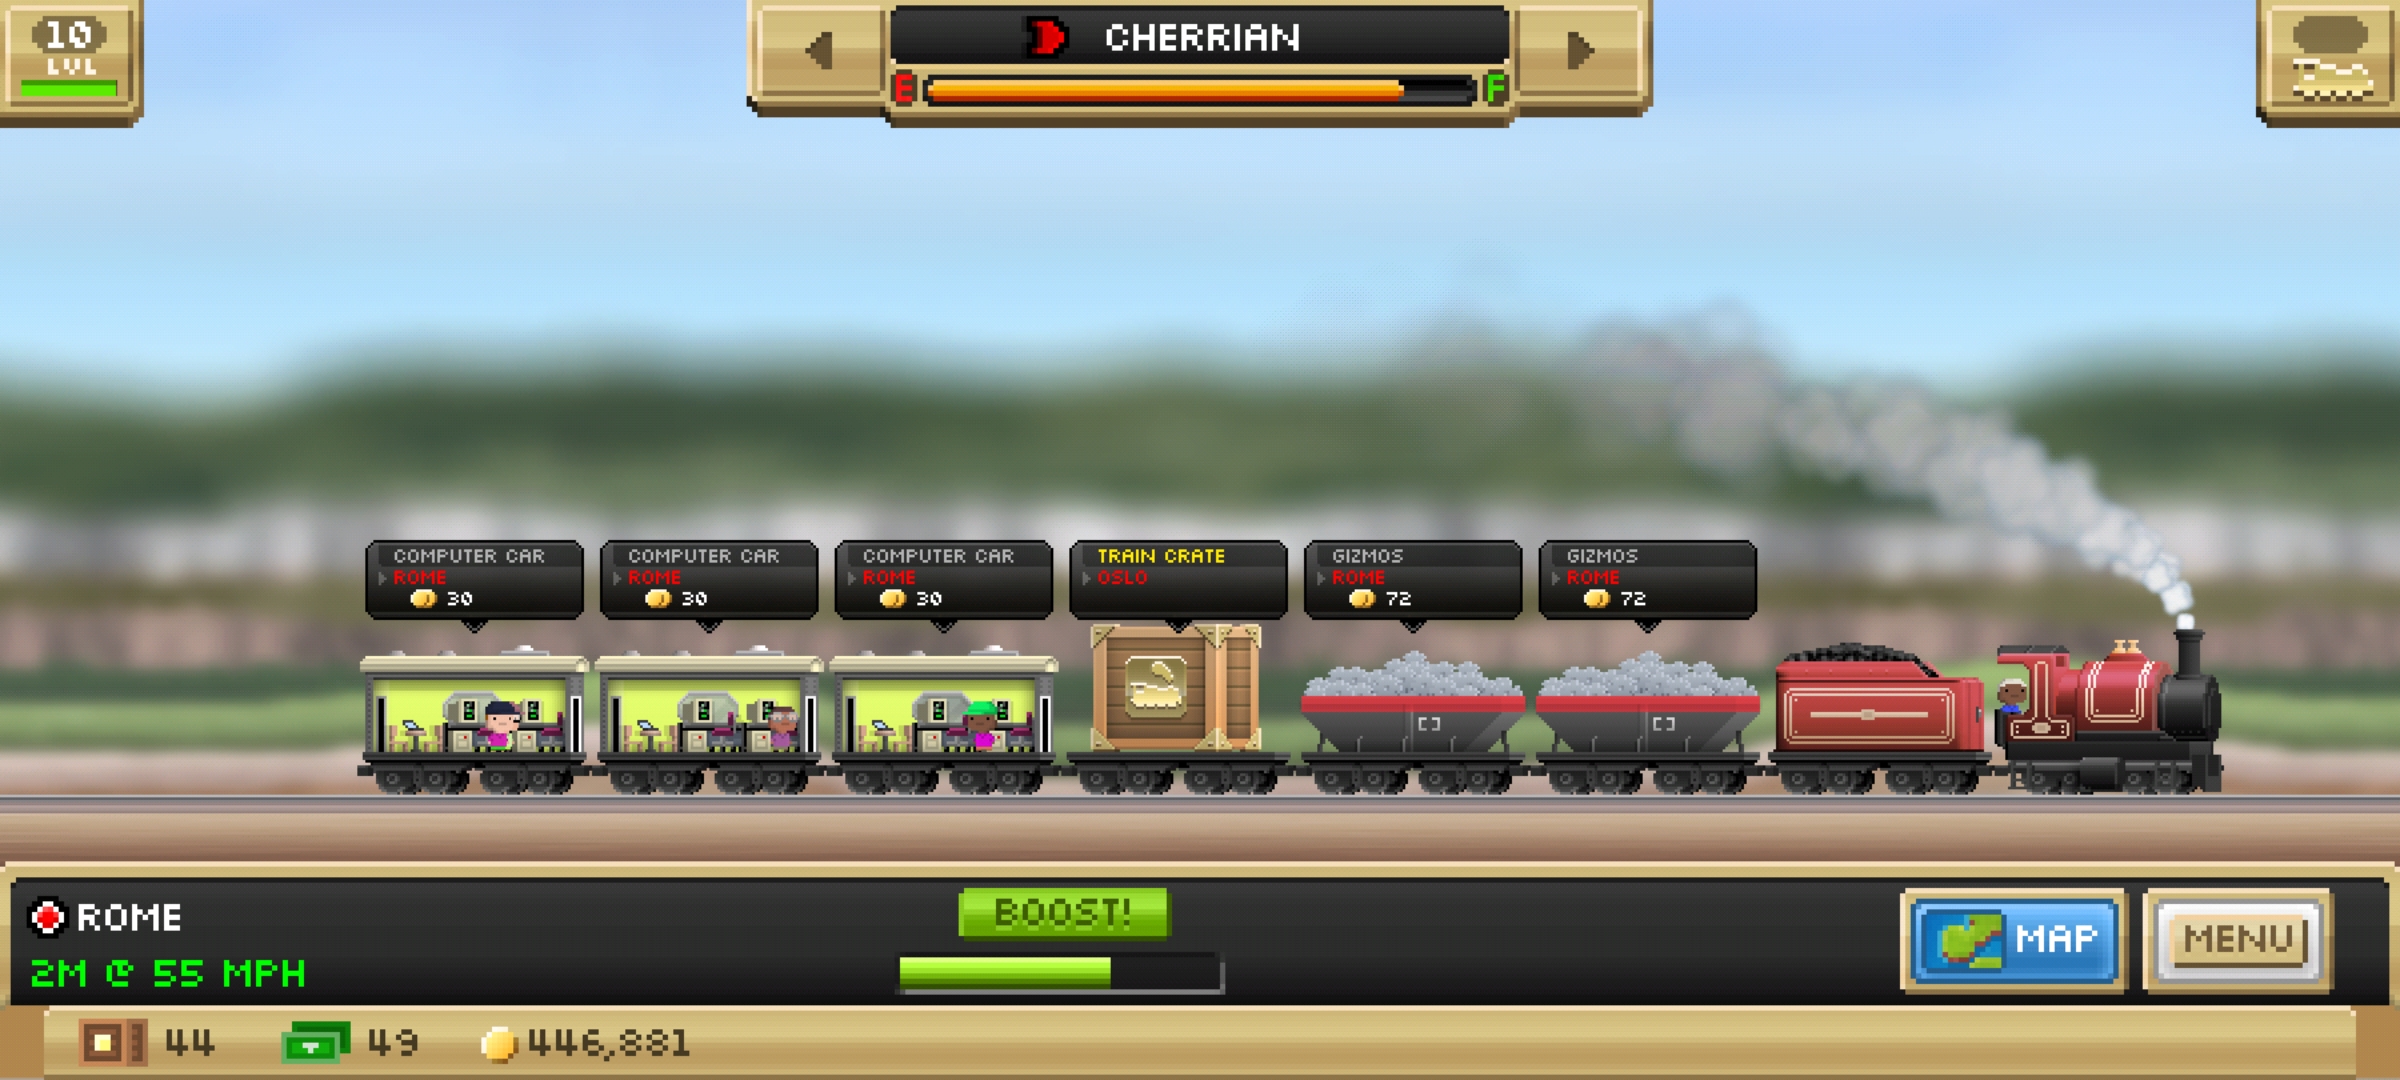 10
LVL
CHERRIAN
E F
COMPUTER CAR
ROME
30
COMPUTER CAR
ROME
30
COMPUTER CAR
ROME
30
TRAIN CRATE
OSLO
GIZMOS
ROME
72
GIZMOS
ROME
72
ROME
2M @ 55 MPH
BOOST!
MAP
MENU
44
49
446,881